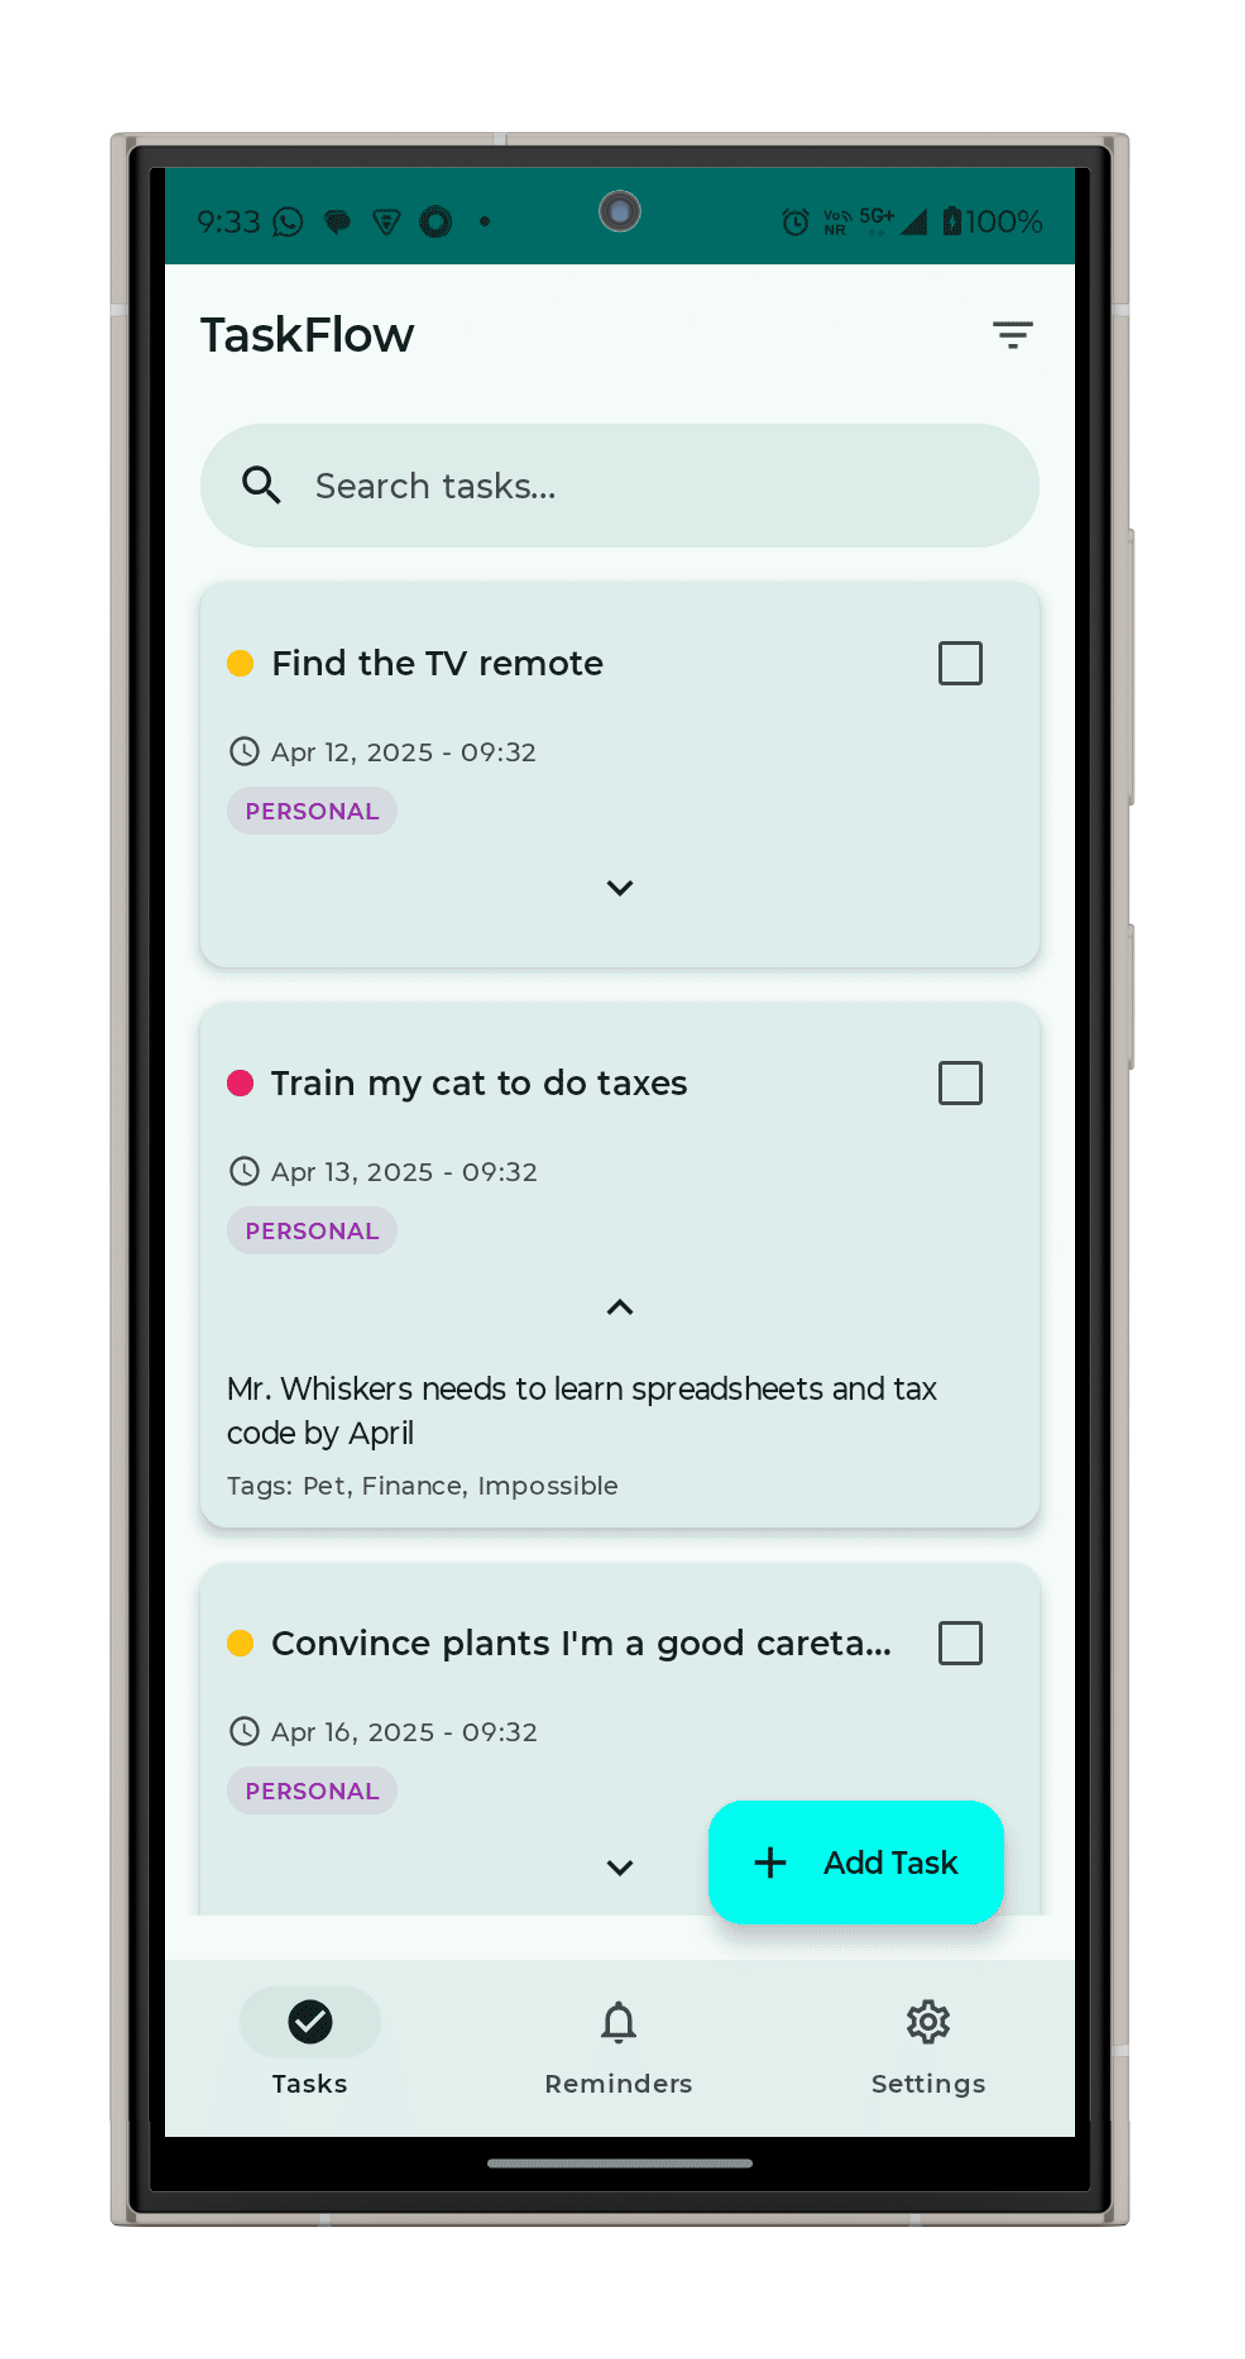 9:33 VoNR 5G+ 100%
TaskFlow
Search tasks...
Find the TV remote
Apr 12, 2025 - 09:32
PERSONAL
Train my cat to do taxes
Apr 13, 2025 - 09:32
PERSONAL
Mr. Whiskers needs to learn spreadsheets and tax
code by April
Tags: Pet, Finance, Impossible
Convince plants I'm a good careta...
Apr 16, 2025 - 09:32
PERSONAL
+ Add Task
Tasks Reminders Settings